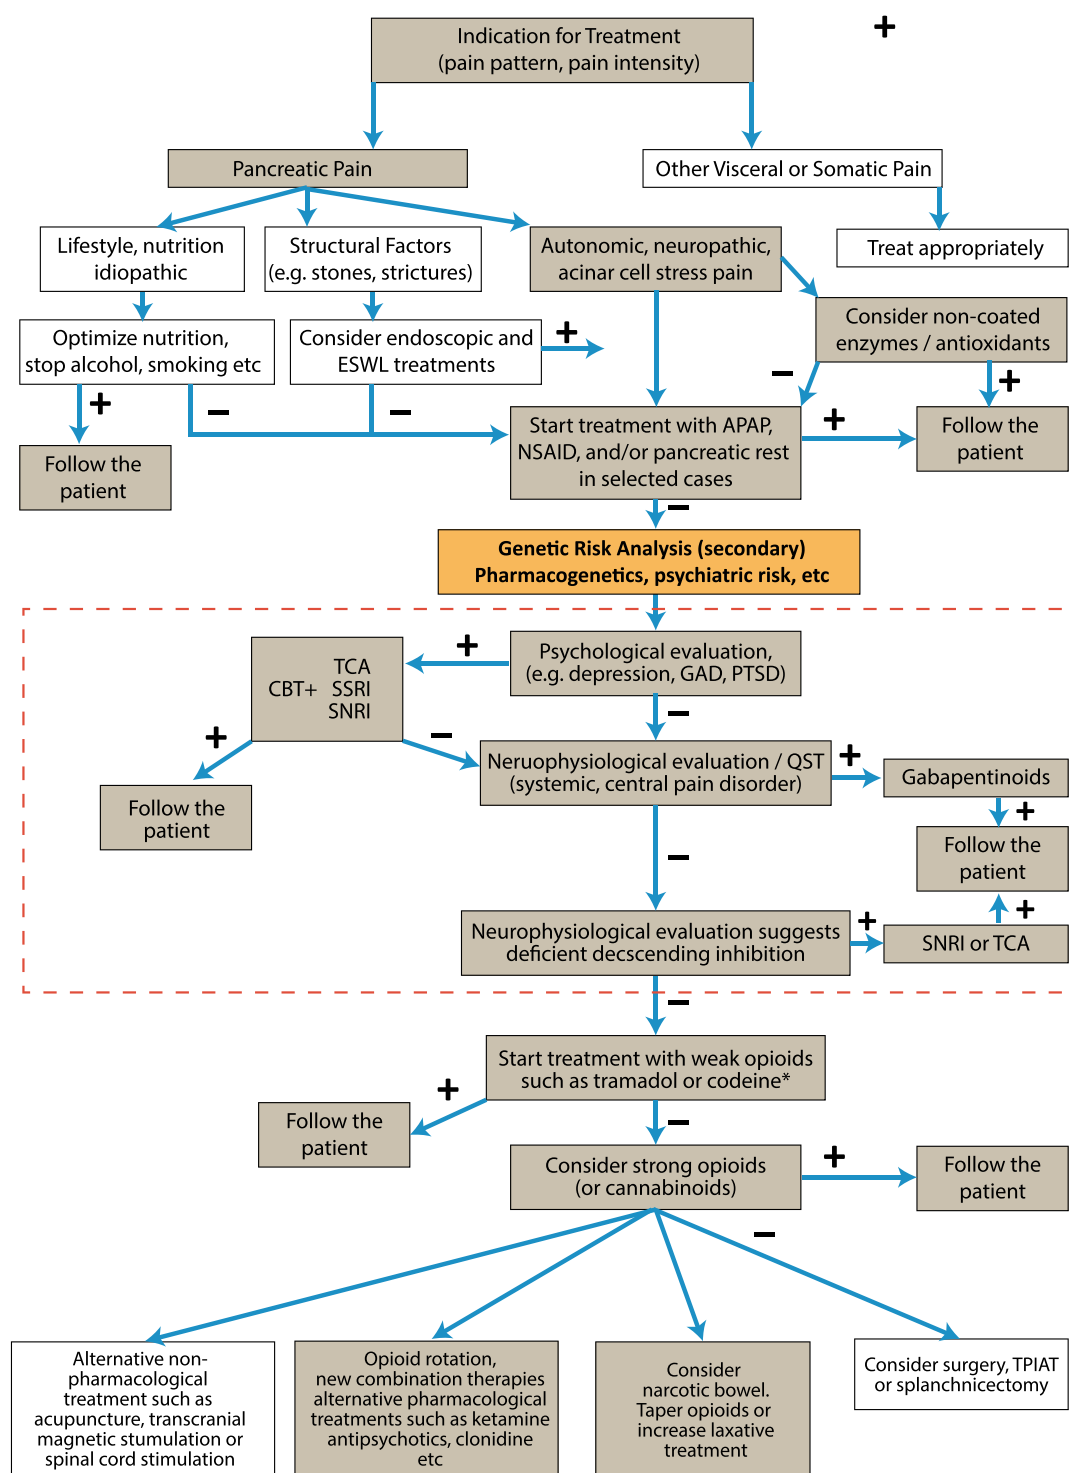 Indication for Treatment
(pain pattern, pain intensity)
+
Pancreatic Pain
Other Visceral or Somatic Pain
Lifestyle, nutrition
idiopathic
Structural Factors
(e.g. stones, strictures)
Autonomic, neuropathic,
acinar cell stress pain
Treat appropriately
Optimize nutrition,
stop alcohol, smoking etc
Consider endoscopic and
ESWL treatments
+
Consider non-coated
enzymes / antioxidants
+
–
–
–
+
Follow the
patient
Start treatment with APAP,
NSAID, and/or pancreatic rest
in selected cases
+
Follow the
patient
–
Genetic Risk Analysis (secondary)
Pharmacogenetics, psychiatric risk, etc
TCA
CBT+ SSRI
SNRI
+
Psychological evaluation,
(e.g. depression, GAD, PTSD)
–
+
–
Follow the
patient
Neruophysiological evaluation / QST
(systemic, central pain disorder)
+
Gabapentinoids
+
Follow the
patient
–
+
Neurophysiological evaluation suggests
deficient decscending inhibition
+
SNRI or TCA
–
Start treatment with weak opioids
such as tramadol or codeine*
+
Follow the
patient
–
Consider strong opioids
(or cannabinoids)
+
Follow the
patient
–
Alternative non-
pharmacological
treatment such as
acupuncture, transcranial
magnetic stumulation or
spinal cord stimulation
Opioid rotation,
new combination therapies
alternative pharmacological
treatments such as ketamine
antipsychotics, clonidine
etc
Consider
narcotic bowel.
Taper opioids or
increase laxative
treatment
Consider surgery, TPIAT
or splanchnicectomy